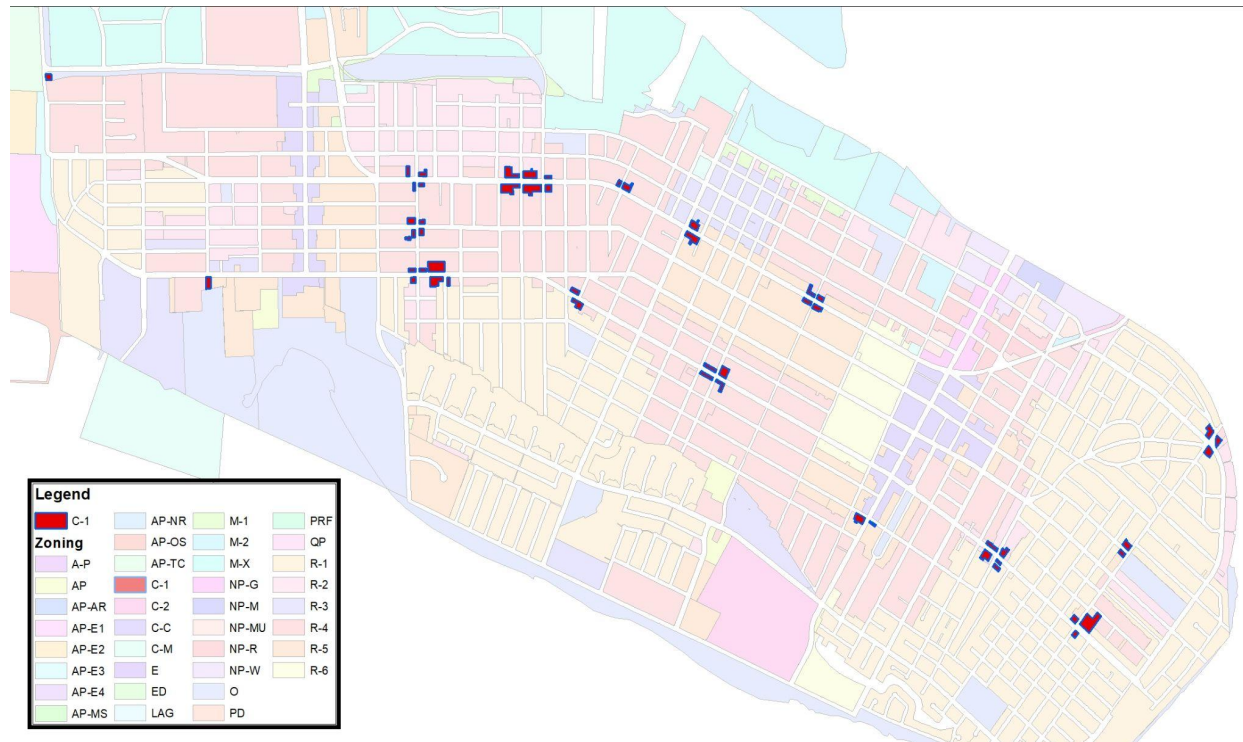 Legend
C-1
Zoning
A-P
AP
AP-AR
AP-E1
AP-E2
AP-E3
AP-E4
AP-MS
AP-NR
AP-OS
AP-TC
C-1
C-2
C-C
C-M
E
ED
LAG
M-1
M-2
M-X
NP-G
NP-M
NP-MU
NP-R
NP-W
O
PD
PRF
QP
R-1
R-2
R-3
R-4
R-5
R-6